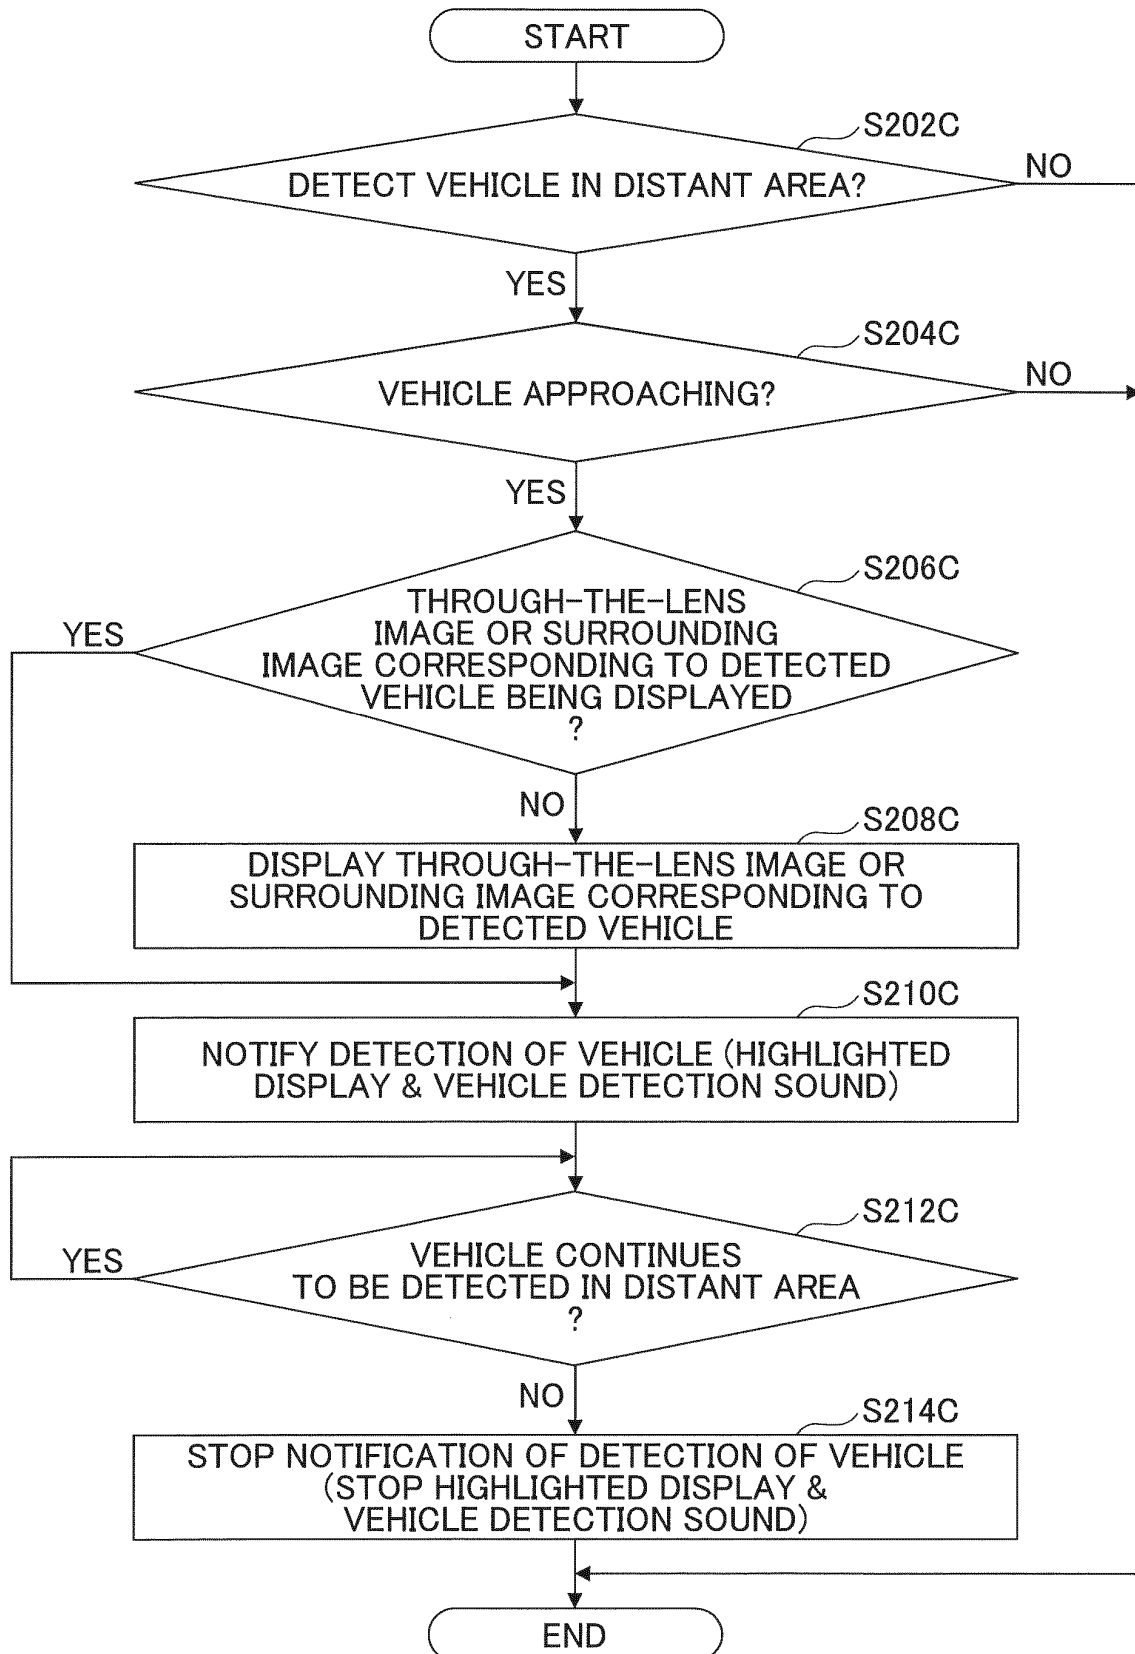 START
S202C
DETECT VEHICLE IN DISTANT AREA?
NO
YES
S204C
VEHICLE APPROACHING?
NO
YES
S206C
THROUGH-THE-LENS
IMAGE OR SURROUNDING
IMAGE CORRESPONDING TO DETECTED
VEHICLE BEING DISPLAYED
?
YES
NO
S208C
DISPLAY THROUGH-THE-LENS IMAGE OR
SURROUNDING IMAGE CORRESPONDING TO
DETECTED VEHICLE
S210C
NOTIFY DETECTION OF VEHICLE (HIGHLIGHTED
DISPLAY & VEHICLE DETECTION SOUND)
S212C
VEHICLE CONTINUES
TO BE DETECTED IN DISTANT AREA
?
YES
NO
S214C
STOP NOTIFICATION OF DETECTION OF VEHICLE
(STOP HIGHLIGHTED DISPLAY &
VEHICLE DETECTION SOUND)
END